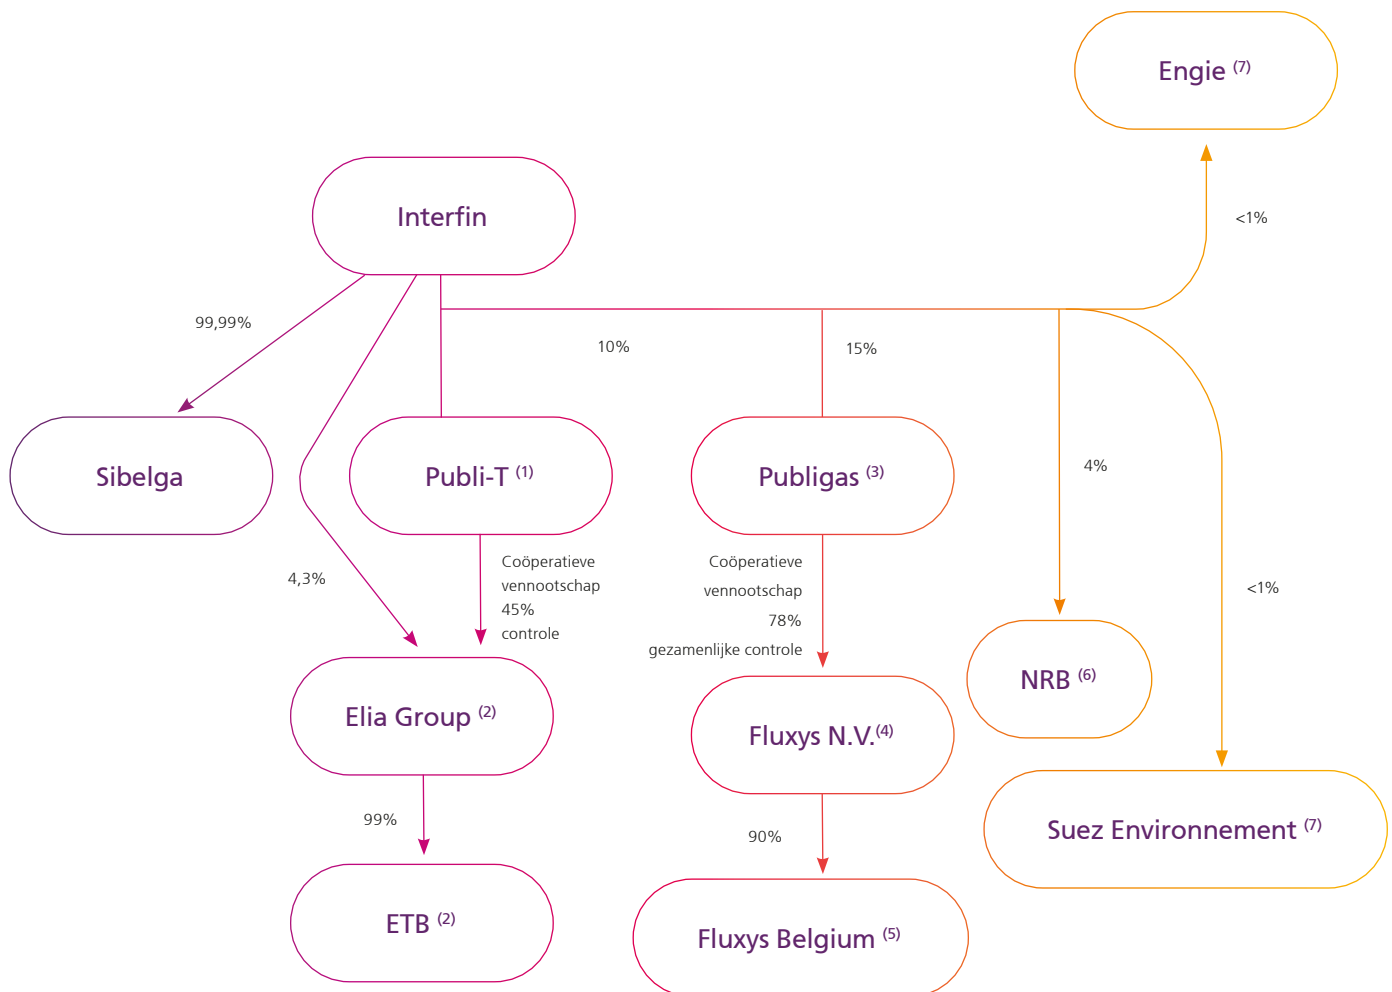 Engie (7)
Interfin
<1%
99,99%
10%
15%
Sibelga
Publi-T (1)
Publigas (3)
4%
4,3%
Coöperatieve
vennootschap
45%
controle
Coöperatieve
vennootschap
78%
gezamenlijke controle
<1%
Elia Group (2)
Fluxys N.V.(4)
NRB (6)
99%
90%
Suez Environnement (7)
ETB (2)
Fluxys Belgium (5)